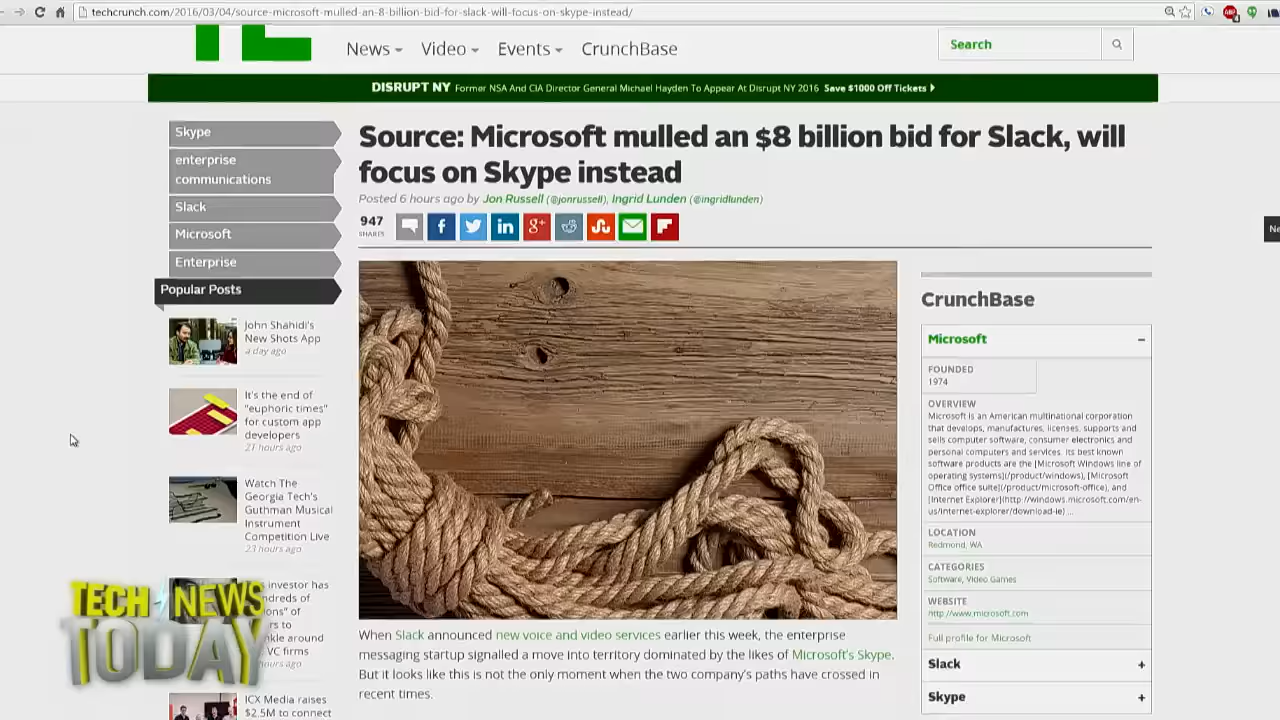 techcrunch.com/2016/03/04/source-microsoft-mulled-an-8-billion-bid-for-slack-will-focus-on-skype-instead/
News
Video
Events
CrunchBase
Search
DISRUPT NY Former NSA And CIA Director General Michael Hayden To Appear At Disrupt NY 2016 Save $1000 Off Tickets
Skype
enterprise
communications
Slack
Microsoft
Enterprise
Popular Posts
John Shahidi's
New Shots App
a day ago
It's the end of
"euphoric times"
for custom app
developers
21 hours ago
Watch The
Georgia Tech's
Guthman Musical
Instrument
Competition Live
23 hours ago
investor has
of
around
VC firms
hours ago
ICX Media raises
$2.5M to connect
Source: Microsoft mulled an $8 billion bid for Slack, will
focus on Skype instead
Posted 6 hours ago by Jon Russell (@jonrussell), Ingrid Lunden (@ingridlunden)
947
SHARES
When Slack announced new voice and video services earlier this week, the enterprise
messaging startup signalled a move into territory dominated by the likes of Microsoft's Skype.
But it looks like this is not the only moment when the two company's paths have crossed in
recent times.
CrunchBase
Microsoft
FOUNDED
1974
OVERVIEW
Microsoft is an American multinational corporation
that develops, manufactures, licenses, supports and
sells computer software, consumer electronics and
personal computers and services. Its best known
software products are the [Microsoft Windows line of
operating systems](/product/windows), [Microsoft
Office office suite](/product/microsoft-office), and
[Internet Explorer](http://windows.microsoft.com/en-
us/internet-explorer/download-ie) ...
LOCATION
Redmond, WA
CATEGORIES
Software, Video Games
WEBSITE
http://www.microsoft.com
Full profile for Microsoft
Slack
Skype
TECH NEWS
TODAY